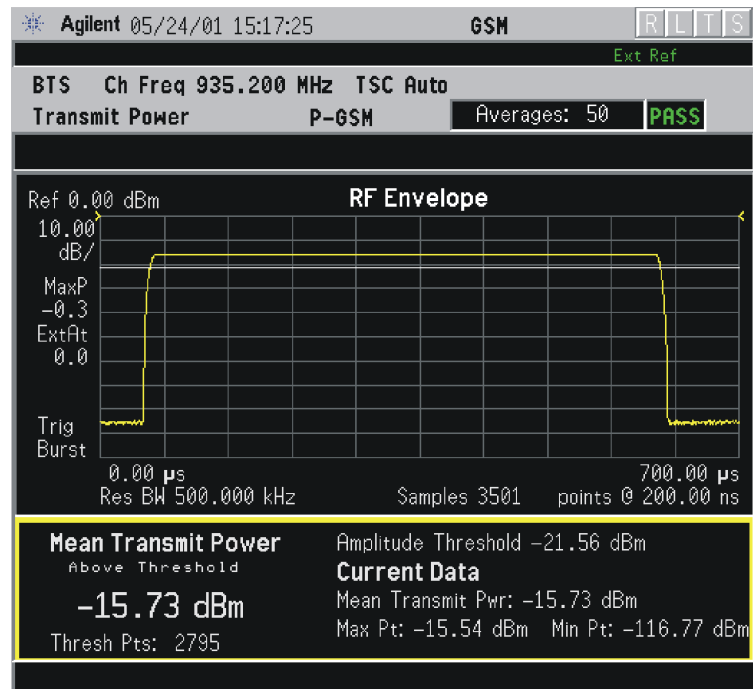 Agilent 05/24/01 15:17:25 GSM R L T S
Ext Ref
BTS Ch Freq 935.200 MHz TSC Auto
Transmit Power P-GSM Averages: 50 PASS
Ref 0.00 dBm RF Envelope
10.00
dB/
MaxP
-0.3
ExtAt
0.0
Trig
Burst
0.00 µs 700.00 µs
Res BW 500.000 kHz Samples 3501 points @ 200.00 ns
Mean Transmit Power
Above Threshold
-15.73 dBm
Thresh Pts: 2795
Amplitude Threshold -21.56 dBm
Current Data
Mean Transmit Pwr: -15.73 dBm
Max Pt: -15.54 dBm Min Pt: -116.77 dBm